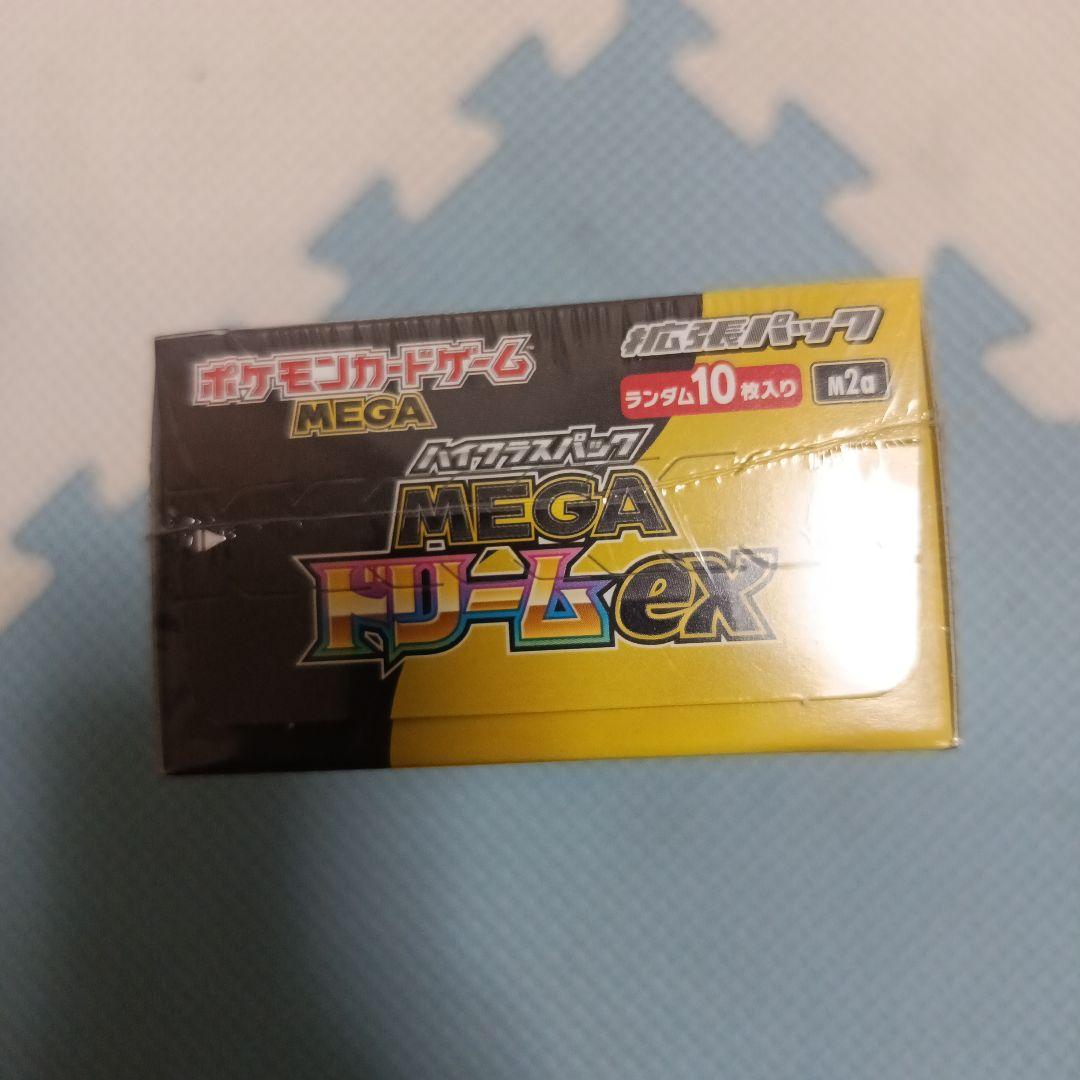 ポケモンカードゲーム
MEGA
拡張パック
ランダム10枚入り
M2a
ハイクラスパック
MEGA
ドリームex